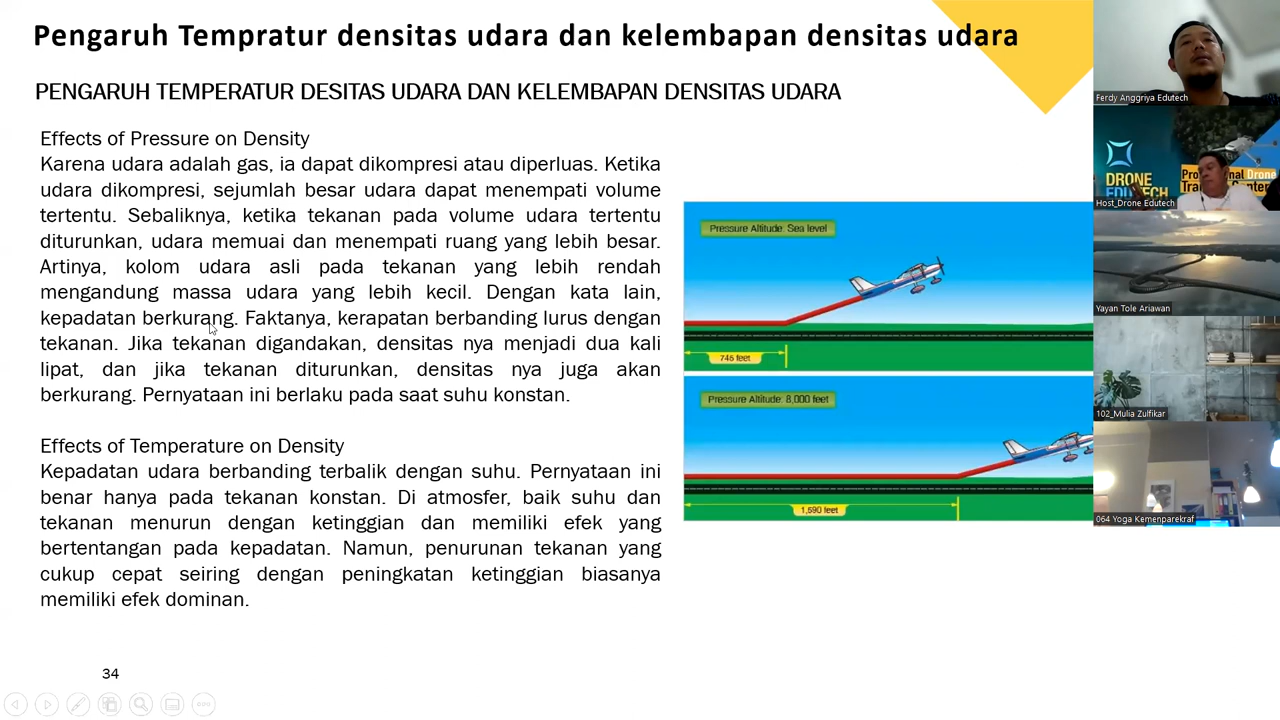 Pengaruh Tempratur densitas udara dan kelembapan densitas udara
PENGARUH TEMPERATUR DESITAS UDARA DAN KELEMBAPAN DENSITAS UDARA
Effects of Pressure on Density
Karena udara adalah gas, ia dapat dikompresi atau diperluas. Ketika
udara dikompresi, sejumlah besar udara dapat menempati volume
tertentu. Sebaliknya, ketika tekanan pada volume udara tertentu
diturunkan, udara memuai dan menempati ruang yang lebih besar.
Artinya, kolom udara asli pada tekanan yang lebih rendah
mengandung massa udara yang lebih kecil. Dengan kata lain,
kepadatan berkurang. Faktanya, kerapatan berbanding lurus dengan
tekanan. Jika tekanan digandakan, densitas nya menjadi dua kali
lipat, dan jika tekanan diturunkan, densitas nya juga akan
berkurang. Pernyataan ini berlaku pada saat suhu konstan.
Effects of Temperature on Density
Kepadatan udara berbanding terbalik dengan suhu. Pernyataan ini
benar hanya pada tekanan konstan. Di atmosfer, baik suhu dan
tekanan menurun dengan ketinggian dan memiliki efek yang
bertentangan pada kepadatan. Namun, penurunan tekanan yang
cukup cepat seiring dengan peningkatan ketinggian biasanya
memiliki efek dominan.
34
Pressure Altitude: Sea level
745 feet
Pressure Altitude: 8,000 feet
1,590 feet
Ferdy Anggriya Edutech
DRONE
EDUTECH
Drone
Host_Drone Edutech
Yayan Tole Ariawan
102_Mulia Zulfikar
064 Yoga Kemenparekraf